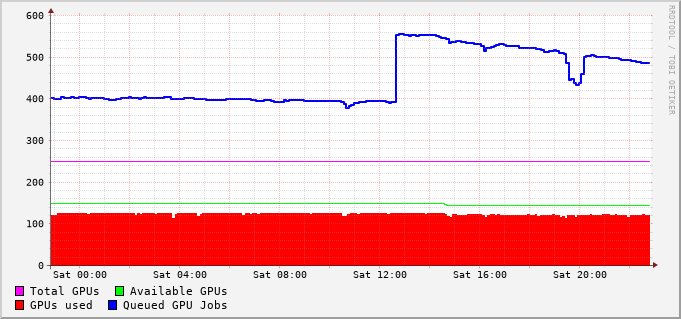 600
500
400
300
200
100
0
Sat 00:00 Sat 04:00 Sat 08:00 Sat 12:00 Sat 16:00 Sat 20:00
Total GPUs Available GPUs
GPUs used Queued GPU Jobs
RRDTOOL / TOBI OETIKER